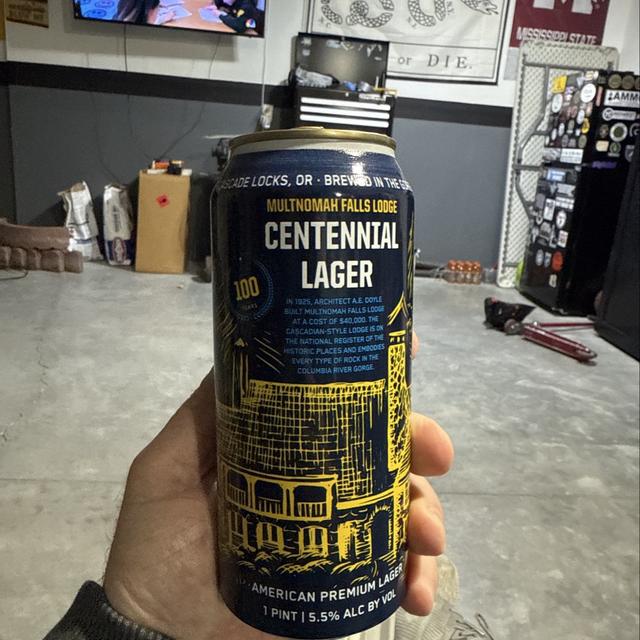 or DIE.
MISSISSIPPI STATE
CADE LOCKS, OR · BREWED IN THE
MULTNOMAH FALLS LODGE
CENTENNIAL
LAGER
100
YEARS
IN 1925, ARCHITECT A.E. DOYLE
BUILT MULTNOMAH FALLS LODGE
AT A COST OF $40,000. THE
CASCADIAN-STYLE LODGE IS ON
THE NATIONAL REGISTER OF THE
HISTORIC PLACES AND EMBODIES
EVERY TYPE OF ROCK IN THE
COLUMBIA RIVER GORGE.
AMERICAN PREMIUM LAGER
1 PINT | 5.5% ALC BY VOL